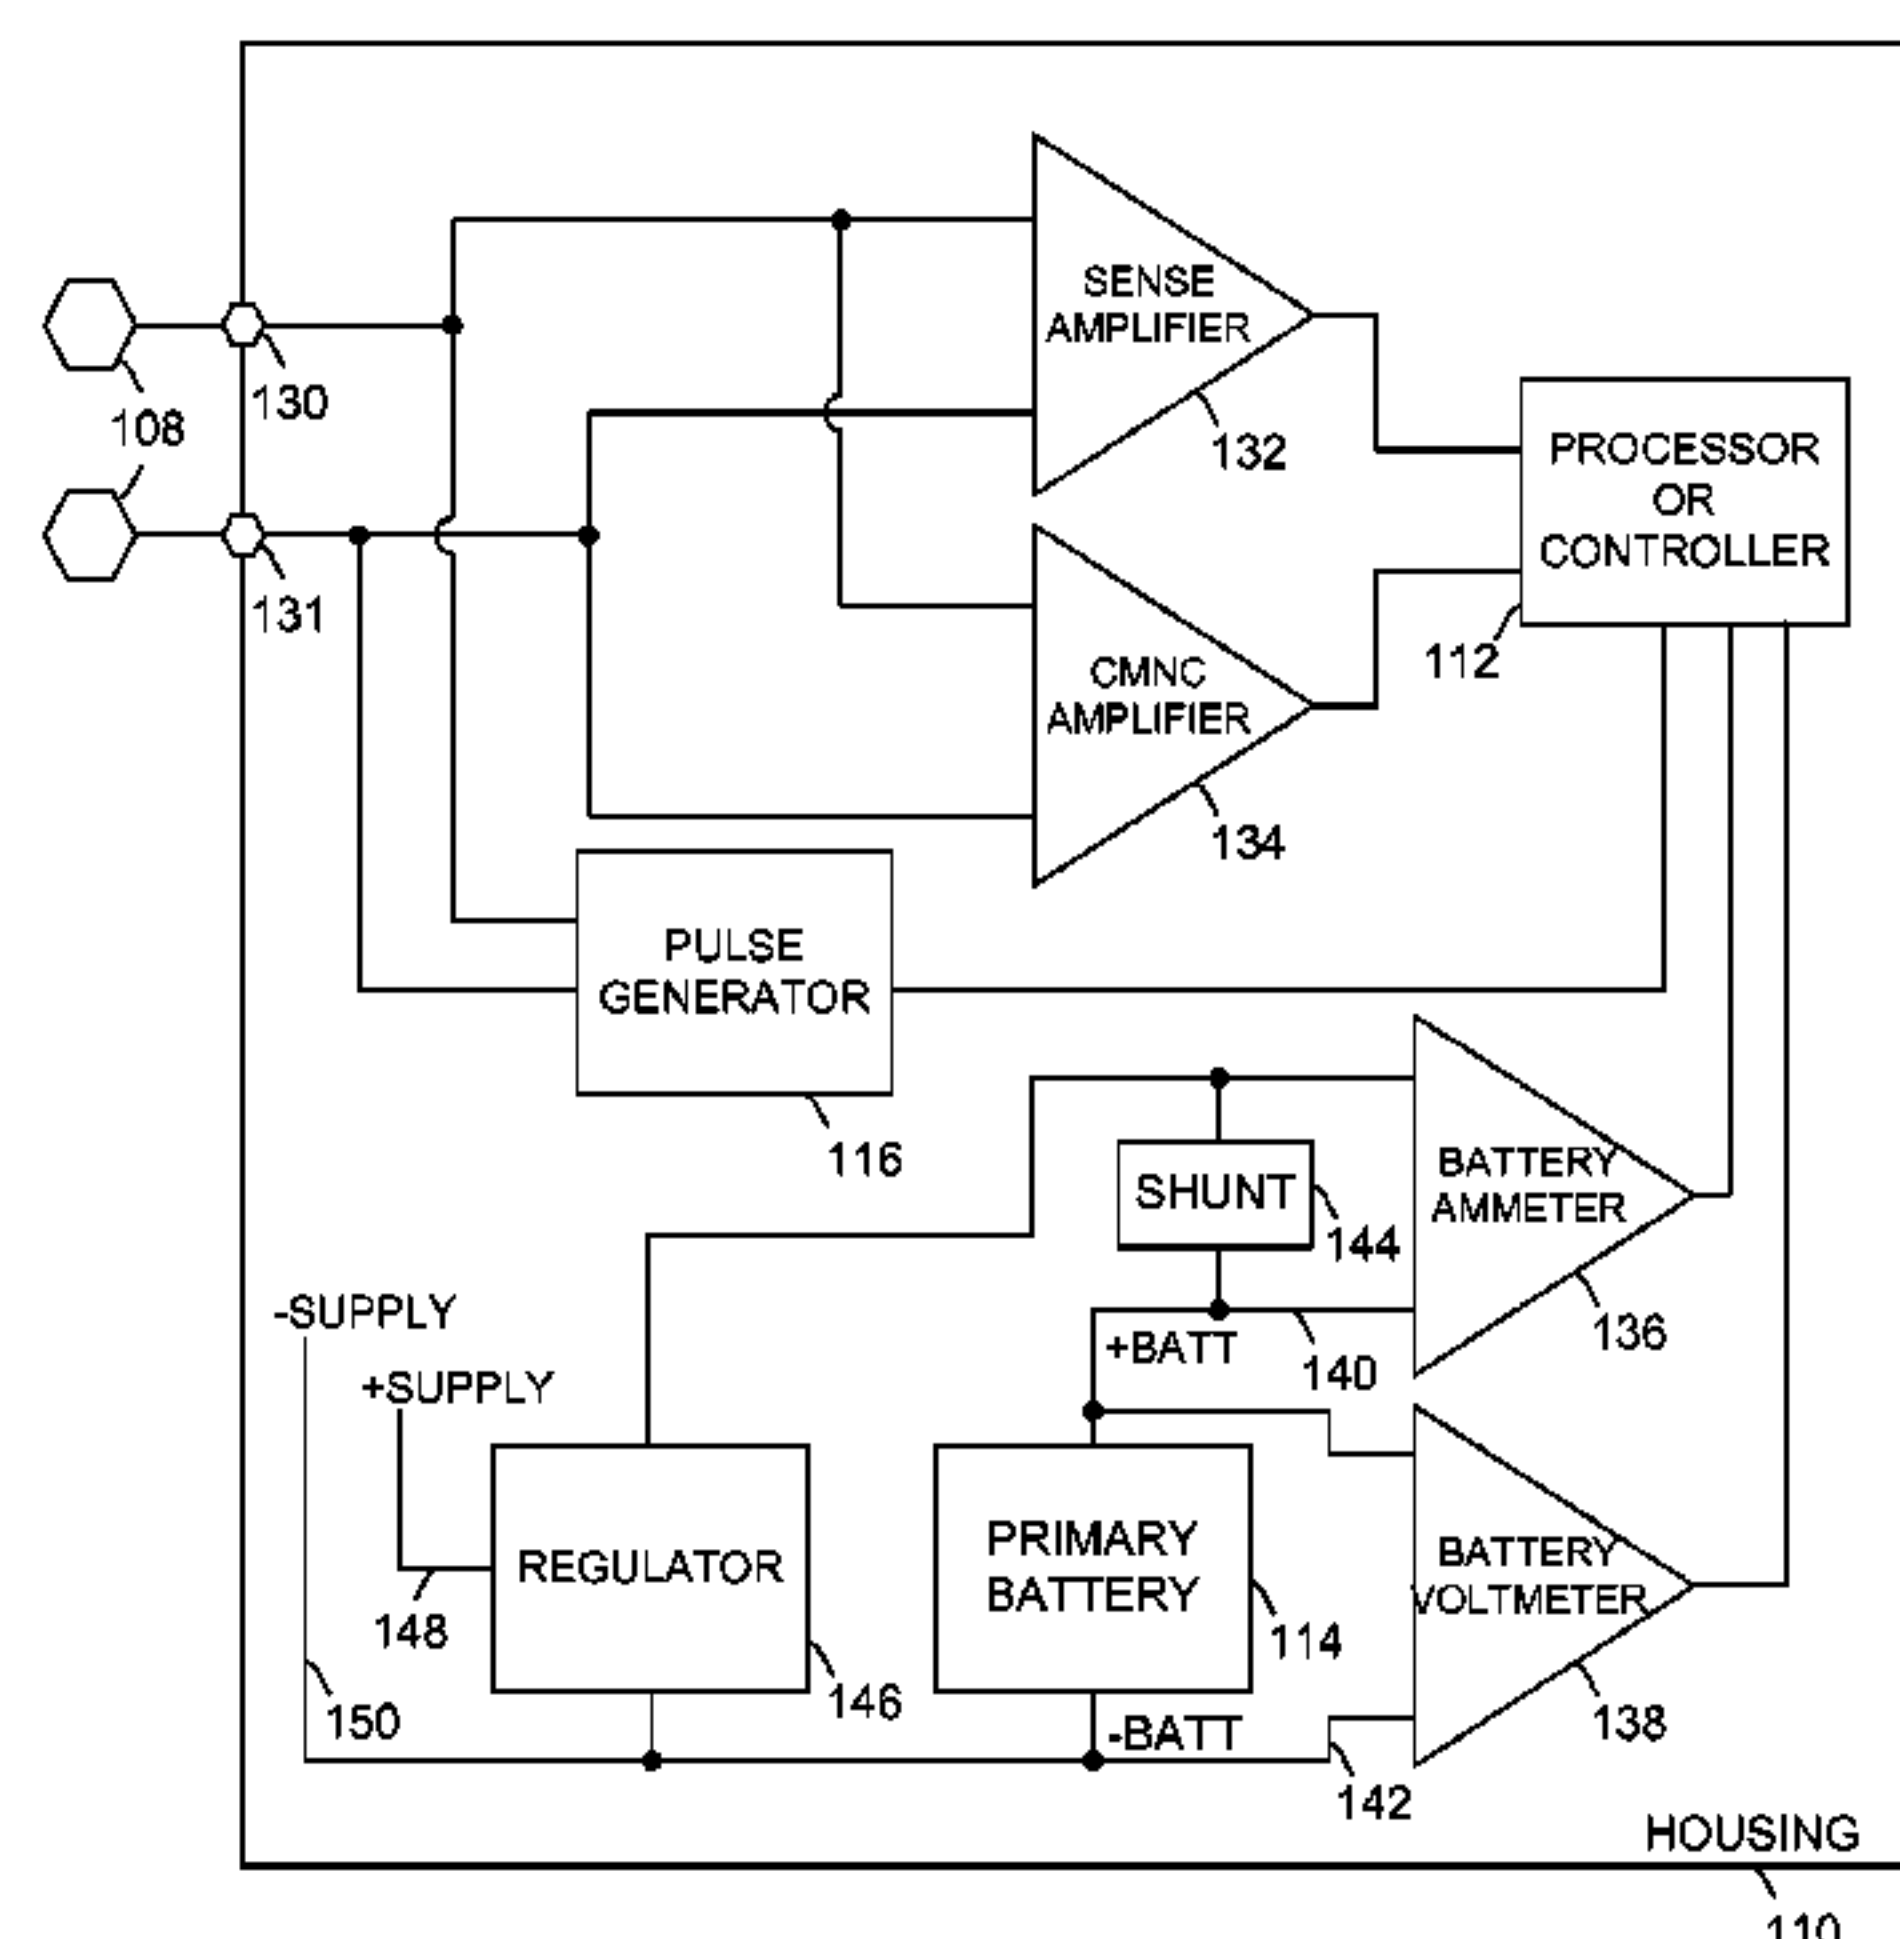 SENSE
AMPLIFIER
130
108
132
PROCESSOR
OR
CONTROLLER
131
112
CMNC
AMPLIFIER
134
PULSE
GENERATOR
116
BATTERY
AMMETER
SHUNT
144
-SUPPLY
136
+BATT
140
+SUPPLY
PRIMARY
BATTERY
REGULATOR
BATTERY
VOLTMETER
148
114
146
150
-BATT
138
142
HOUSING
110